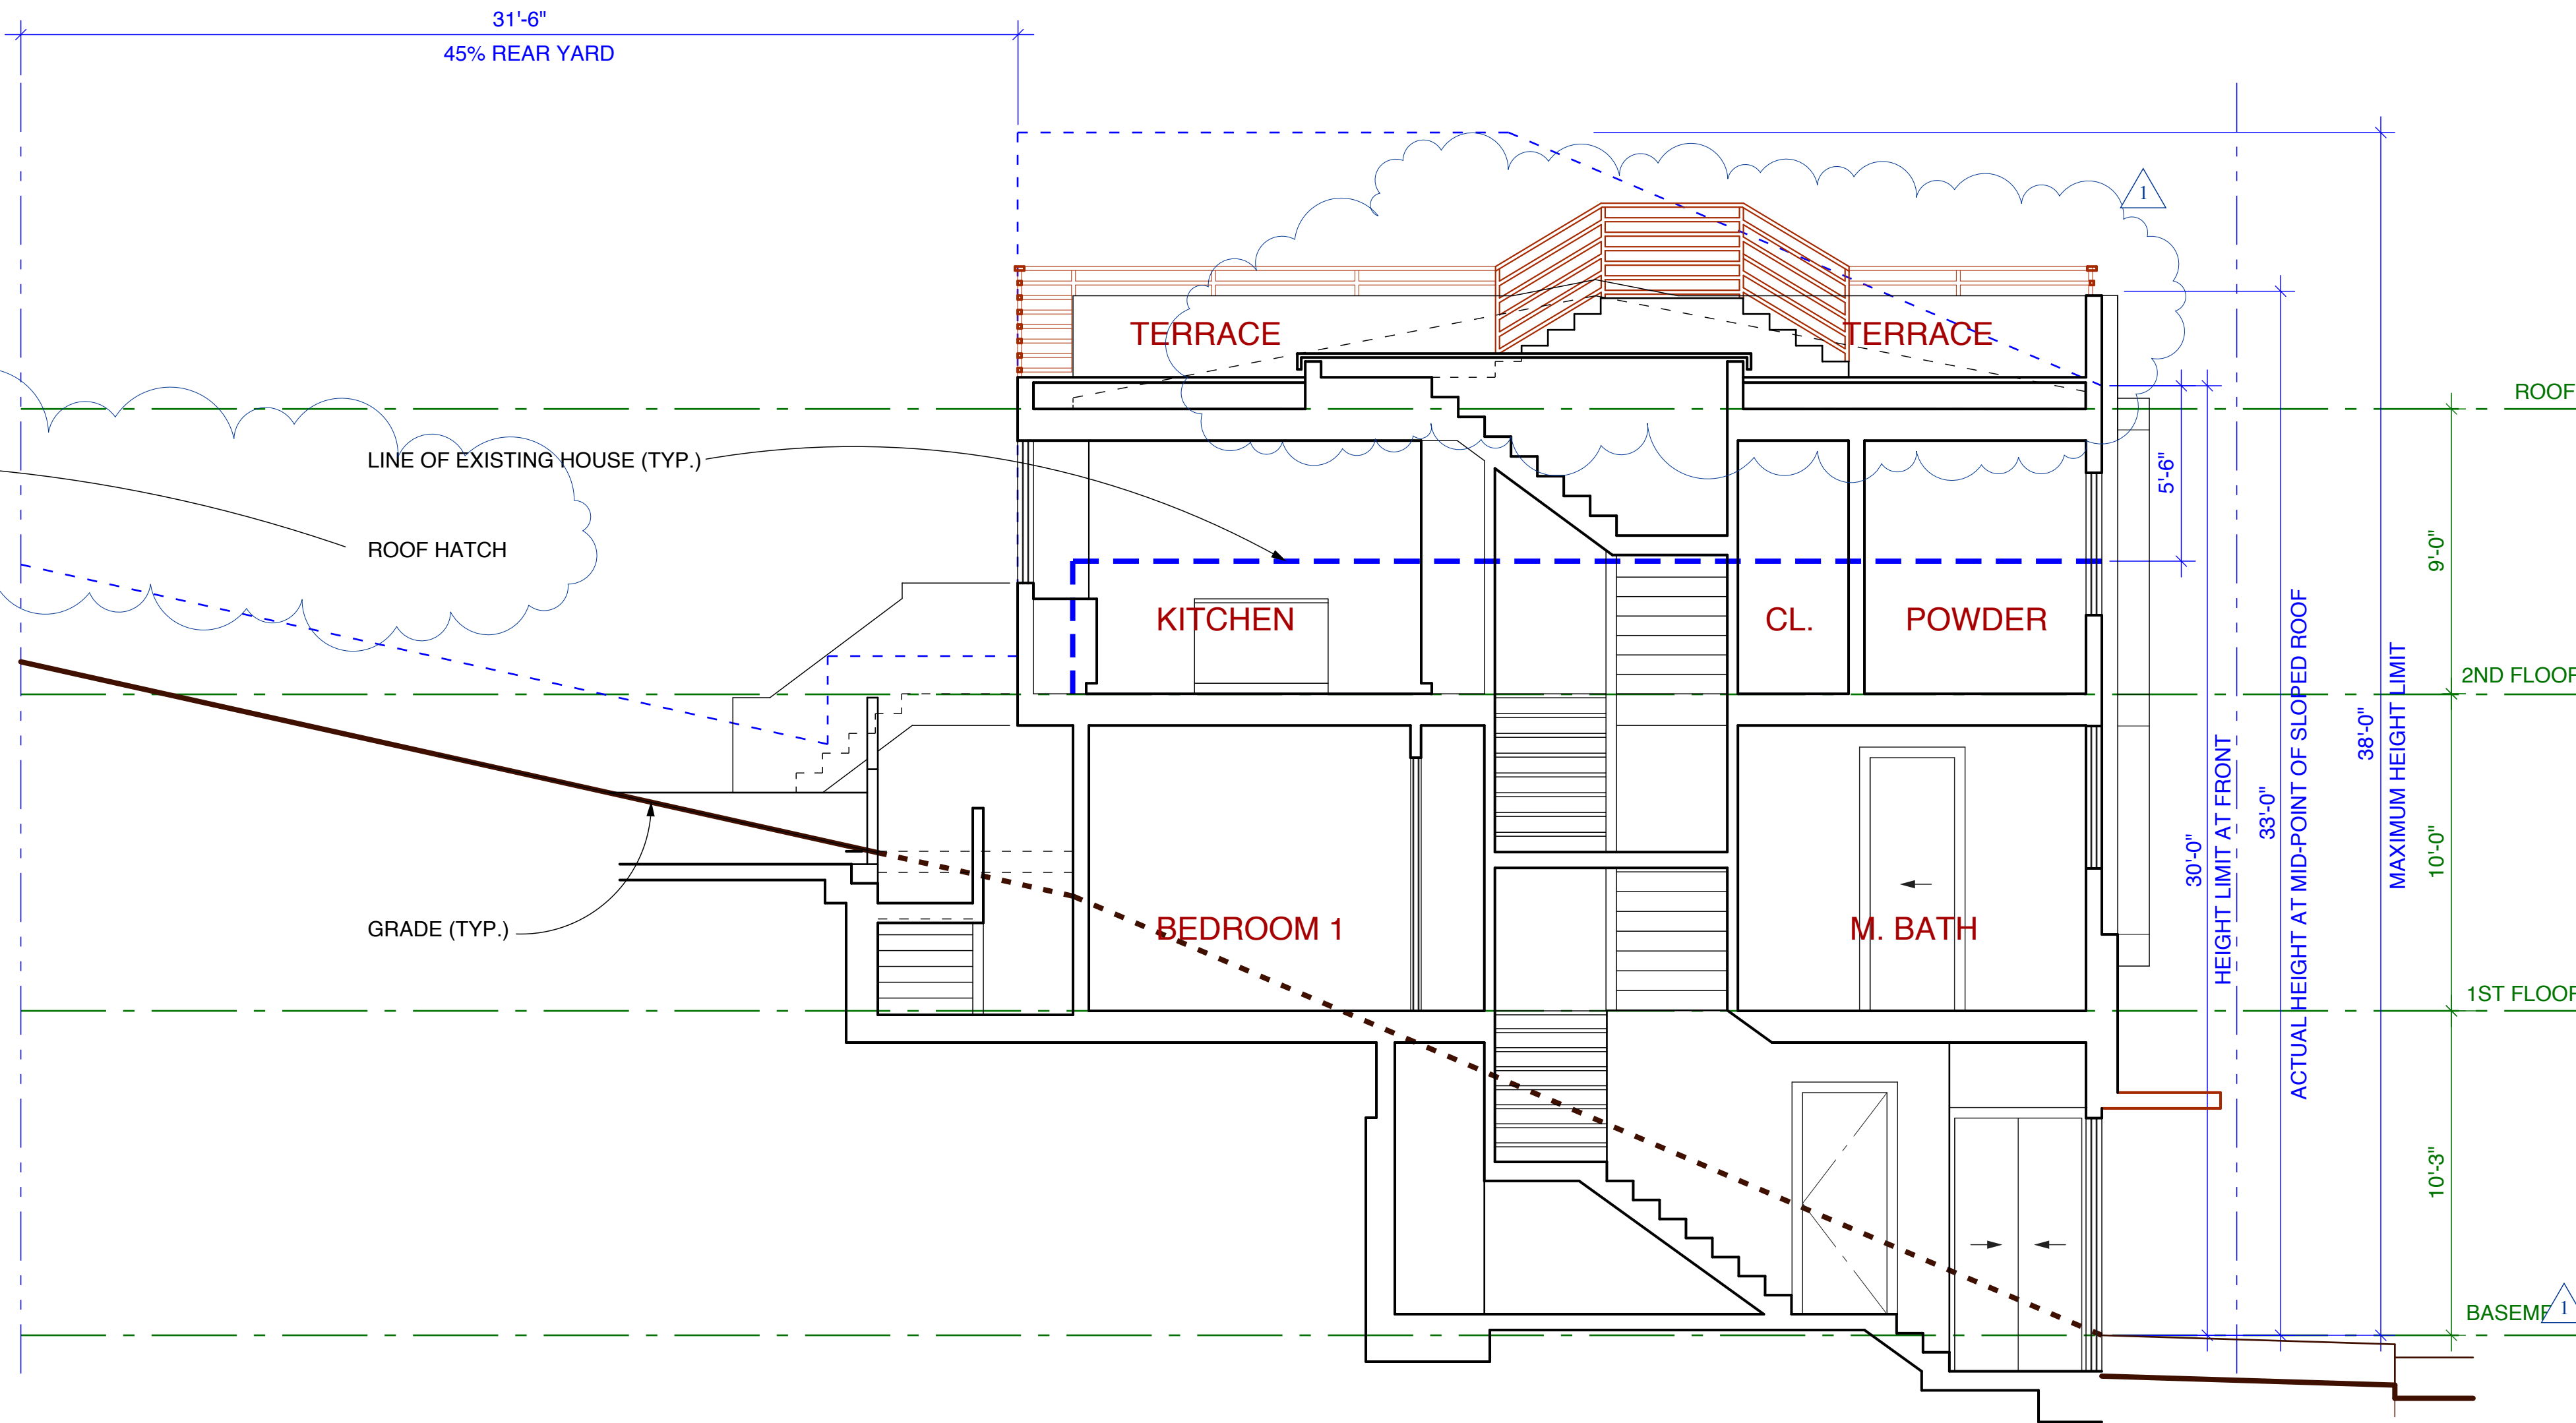 31'-6"
45% REAR YARD
1
TERRACE
TERRACE
ROOF
LINE OF EXISTING HOUSE (TYP.)
5'-6"
9'-0"
ROOF HATCH
KITCHEN
CL.
POWDER
2ND FLOOR
30'-0"
HEIGHT LIMIT AT FRONT
33'-0"
ACTUAL HEIGHT AT MID-POINT OF SLOPED ROOF
38'-0"
MAXIMUM HEIGHT LIMIT
10'-0"
GRADE (TYP.)
BEDROOM 1
M. BATH
1ST FLOOR
10'-3"
BASEME
1